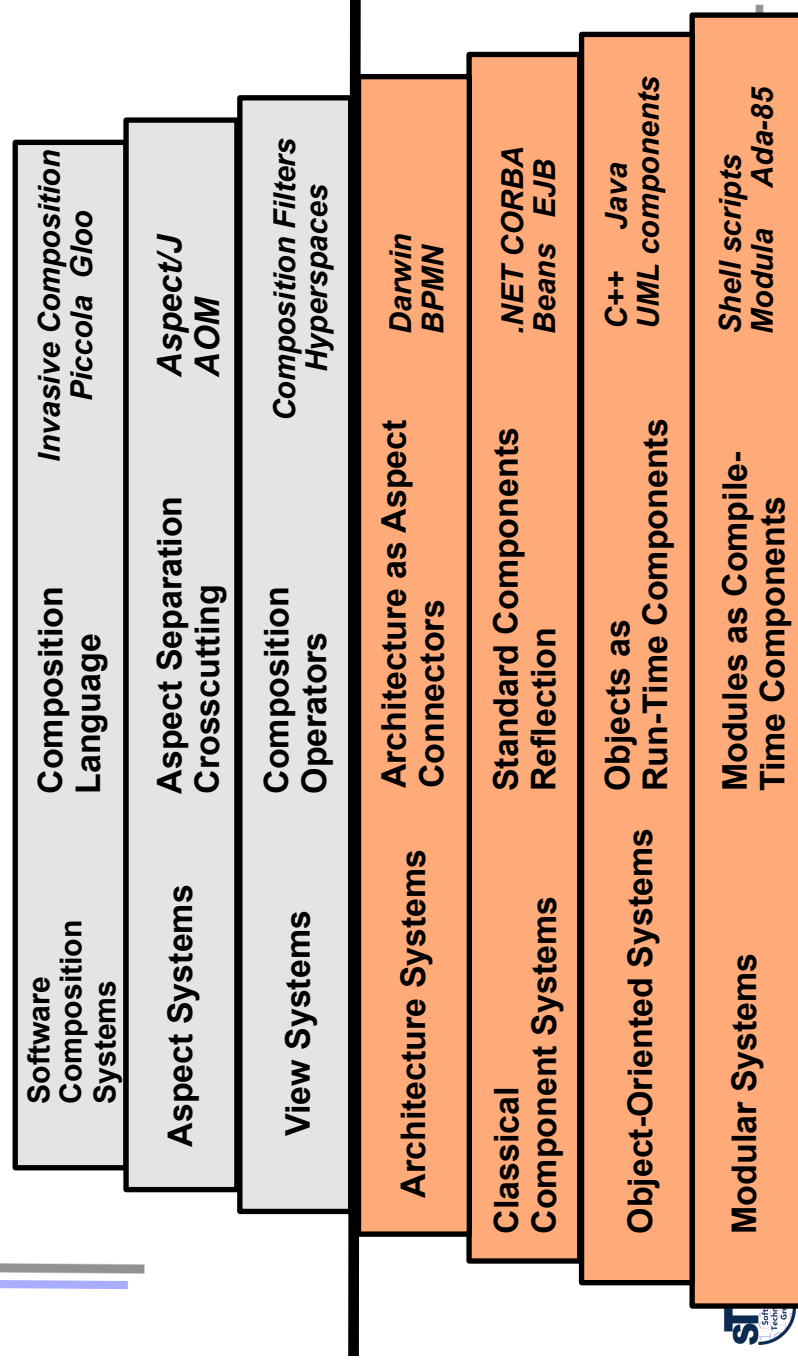 Software
Composition
Systems
Composition
Language
Invasive Composition
Piccola Gloo
Aspect Systems
Aspect Separation
Crosscutting
Aspect/J
AOM
View Systems
Composition
Operators
Composition Filters
Hyperspaces
Architecture Systems
Architecture as Aspect
Connectors
Darwin
BPMN
Classical
Component Systems
Standard Components
Reflection
.NET CORBA
Beans EJB
Object-Oriented Systems
Objects as
Run-Time Components
C++ Java
UML components
Modular Systems
Modules as Compile-
Time Components
Shell scripts
Modula Ada-85
ST